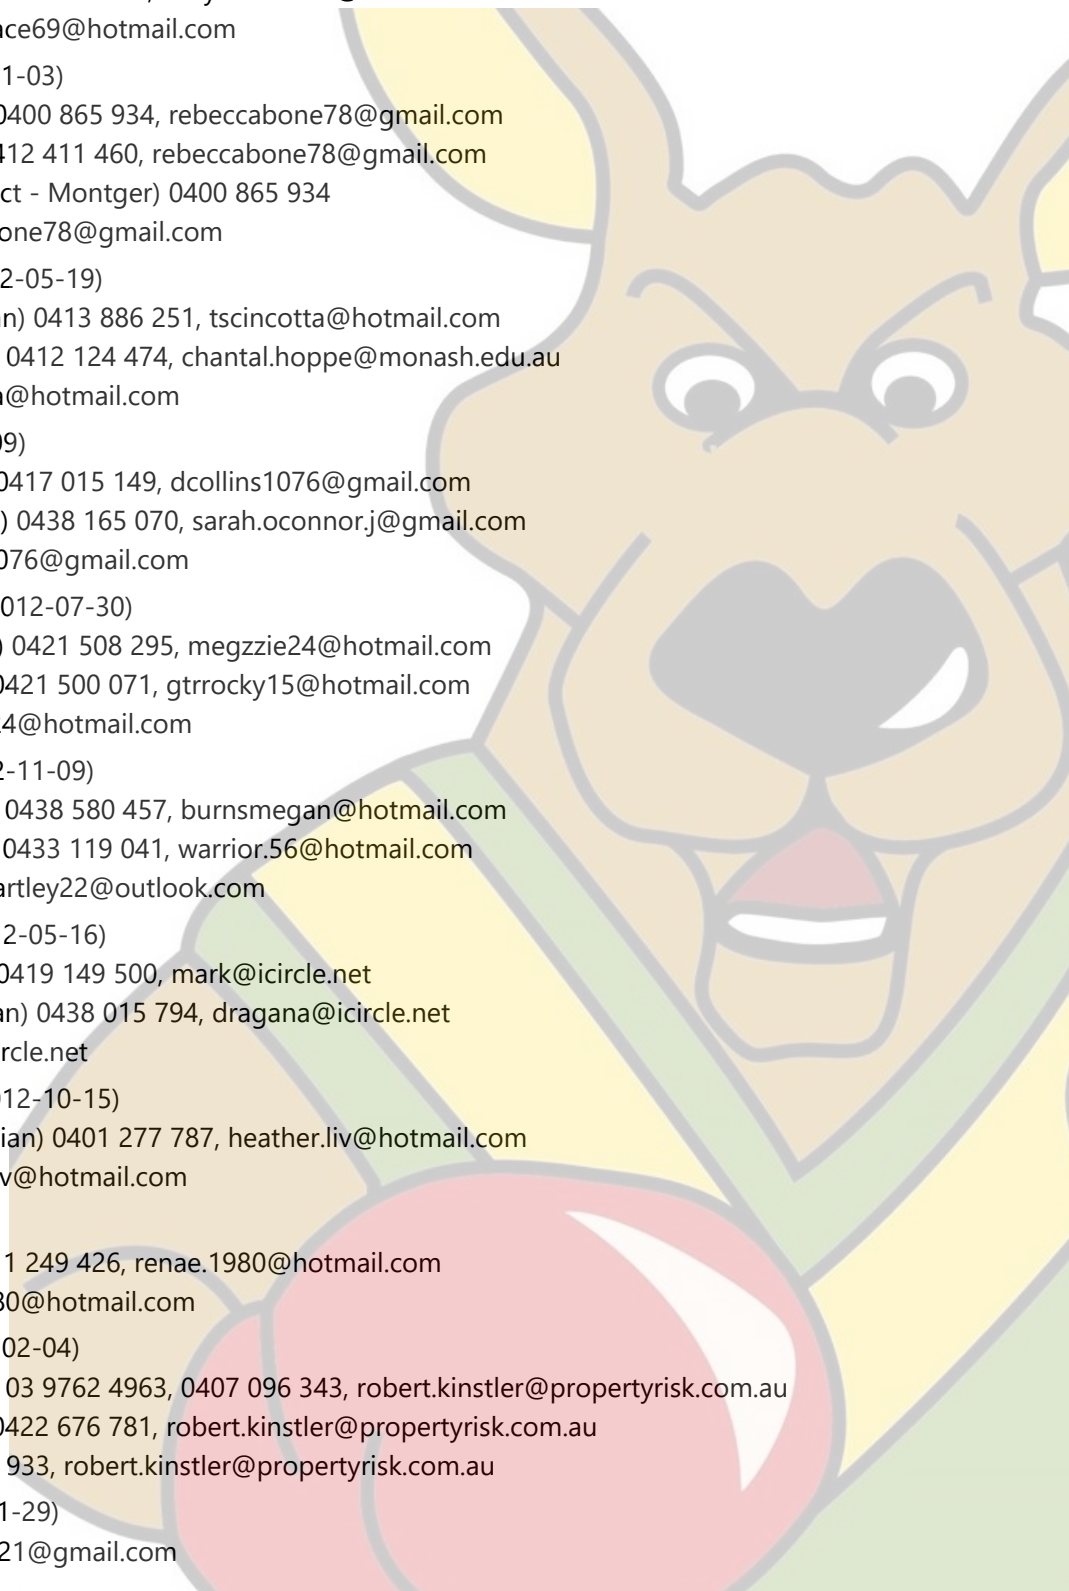 ace69@hotmail.com
1-03)
0400 865 934, rebeccabone78@gmail.com
412 411 460, rebeccabone78@gmail.com
ct - Montger) 0400 865 934
one78@gmail.com
2-05-19)
an) 0413 886 251, tscincotta@hotmail.com
0412 124 474, chantal.hoppe@monash.edu.au
a@hotmail.com
09)
0417 015 149, dcollins1076@gmail.com
) 0438 165 070, sarah.oconnor.j@gmail.com
076@gmail.com
012-07-30)
) 0421 508 295, megzzie24@hotmail.com
0421 500 071, gtrrocky15@hotmail.com
24@hotmail.com
2-11-09)
0438 580 457, burnsmegan@hotmail.com
0433 119 041, warrior.56@hotmail.com
artley22@outlook.com
2-05-16)
0419 149 500, mark@icircle.net
an) 0438 015 794, dragana@icircle.net
rcle.net
12-10-15)
ian) 0401 277 787, heather.liv@hotmail.com
v@hotmail.com
1 249 426, renae.1980@hotmail.com
80@hotmail.com
02-04)
03 9762 4963, 0407 096 343, robert.kinstler@propertyrisk.com.au
0422 676 781, robert.kinstler@propertyrisk.com.au
933, robert.kinstler@propertyrisk.com.au
1-29)
21@gmail.com